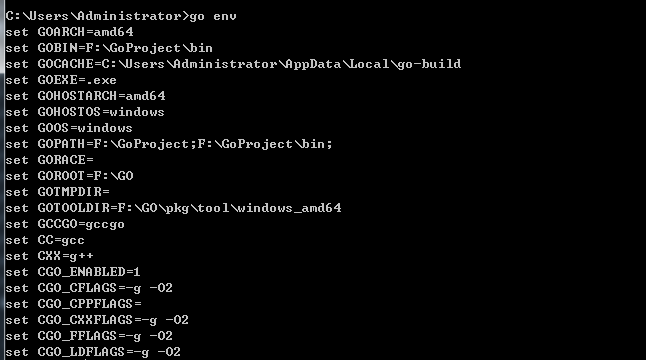 C:\Users\Administrator>go env
set GOARCH=amd64
set GOBIN=F:\GoProject\bin
set GOCACHE=C:\Users\Administrator\AppData\Local\go-build
set GOEXE=.exe
set GOHOSTARCH=amd64
set GOHOSTOS=windows
set GOOS=windows
set GOPATH=F:\GoProject;F:\GoProject\bin;
set GORACE=
set GOROOT=F:\GO
set GOTMPDIR=
set GOTOOLDIR=F:\GO\pkg\tool\windows_amd64
set GCCGO=gccgo
set CC=gcc
set CXX=g++
set CGO_ENABLED=1
set CGO_CFLAGS=-g -O2
set CGO_CPPFLAGS=
set CGO_CXXFLAGS=-g -O2
set CGO_FFLAGS=-g -O2
set CGO_LDFLAGS=-g -O2